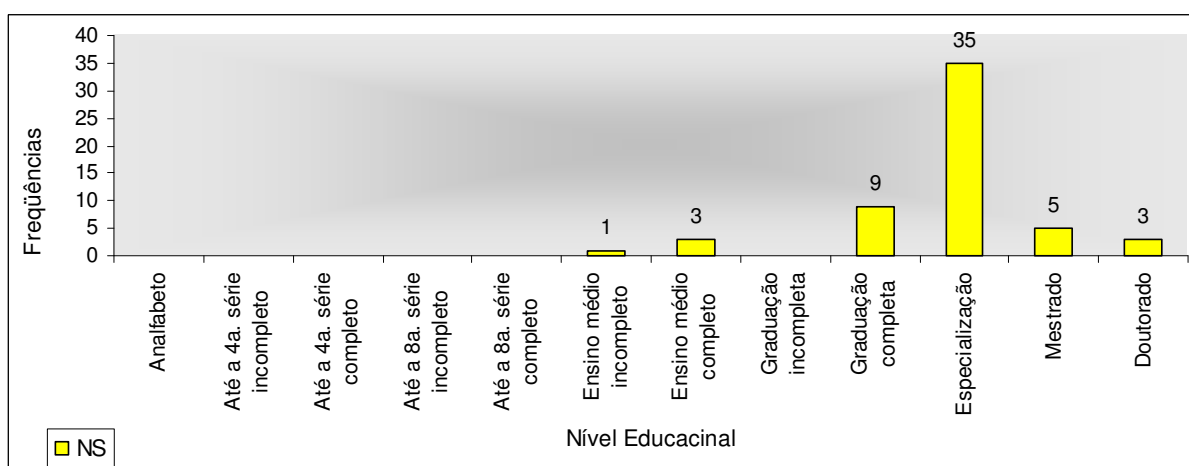 40
35
30
25
20
15
10
5
0
Freqüências
1
3
9
35
5
3
Analfabeto
Até a 4a. série
incompleto
Até a 4a. série
completo
Até a 8a. série
incompleto
Até a 8a. série
completo
Ensino médio
incompleto
Ensino médio
completo
Graduação
incompleta
Graduação
completa
Especialização
Mestrado
Doutorado
Nível Educacinal
NS